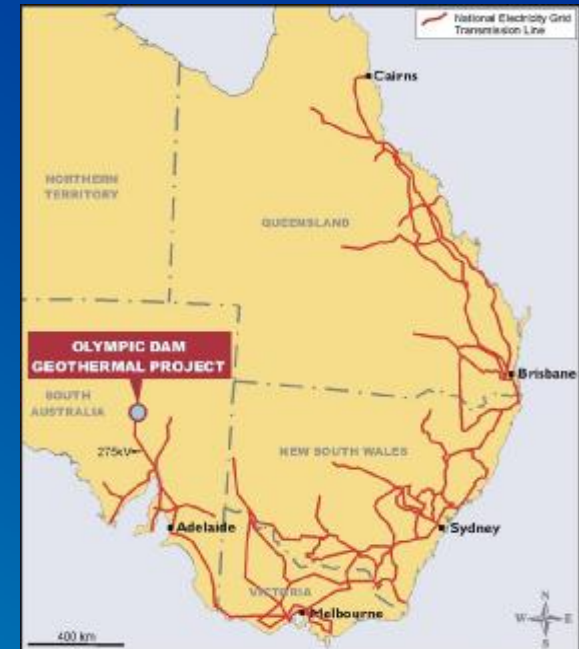 National Electricity Grid
Transmission Line
Cairns
NORTHERN
TERRITORY
QUEENSLAND
OLYMPIC DAM
GEOTHERMAL PROJECT
Brisbane
SOUTH
AUSTRALIA
275kV
NEW SOUTH WALES
Adelaide
Sydney
VICTORIA
Melbourne
N
W
E
S
400 km